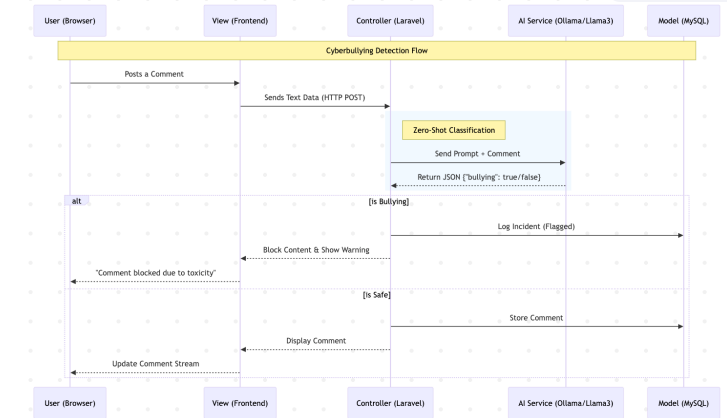 User (Browser)
View (Frontend)
Controller (Laravel)
AI Service (Ollama/Llama3)
Model (MySQL)
Cyberbullying Detection Flow
Posts a Comment
Sends Text Data (HTTP POST)
Zero-Shot Classification
Send Prompt + Comment
Return JSON {"bullying": true/false}
alt
[Is Bullying]
Log Incident (Flagged)
Block Content & Show Warning
"Comment blocked due to toxicity"
[Is Safe]
Store Comment
Display Comment
Update Comment Stream
User (Browser)
View (Frontend)
Controller (Laravel)
AI Service (Ollama/Llama3)
Model (MySQL)